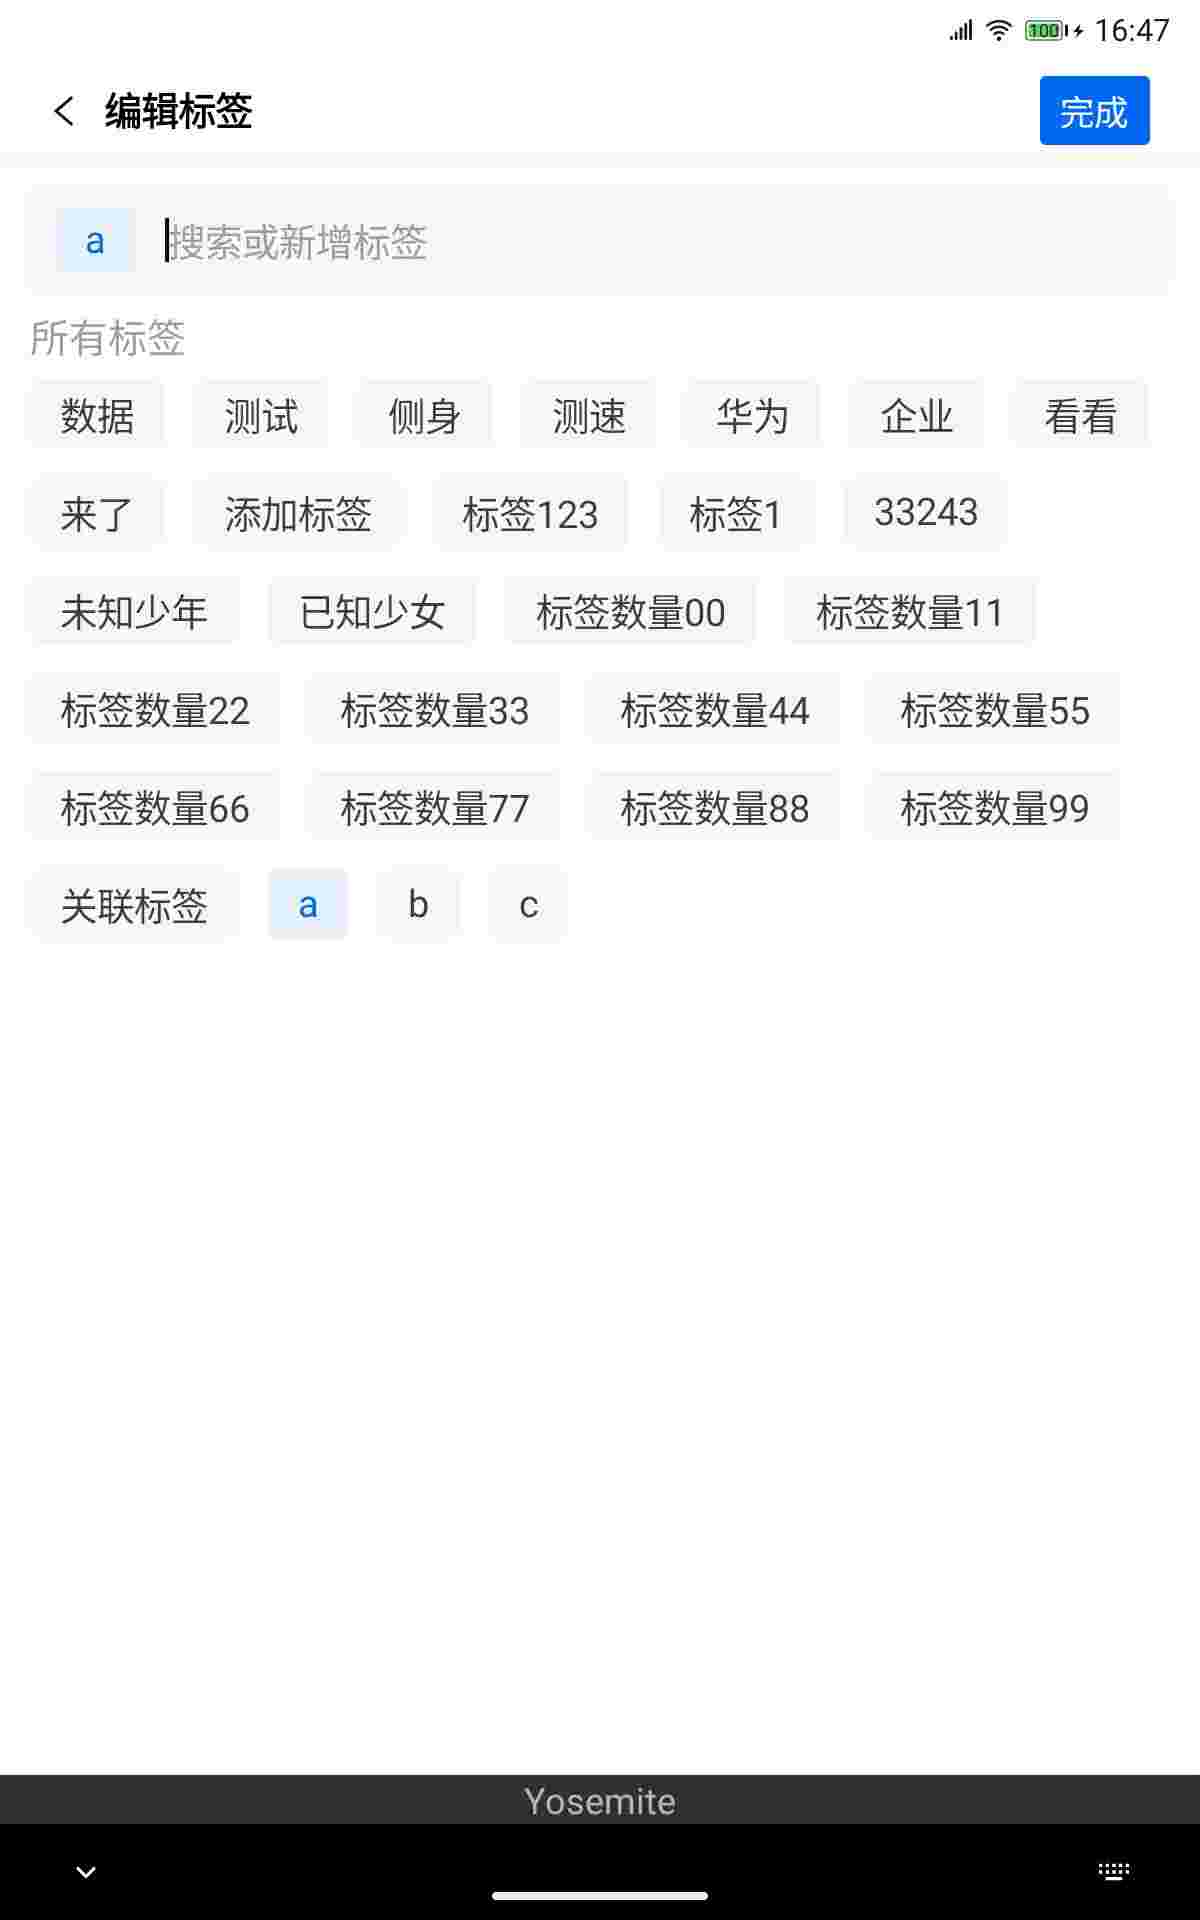 100 16:47
编辑标签 完成
a 搜索或新增标签
所有标签
数据 测试 侧身 测速 华为 企业 看看
来了 添加标签 标签123 标签1 33243
未知少年 已知少女 标签数量00 标签数量11
标签数量22 标签数量33 标签数量44 标签数量55
标签数量66 标签数量77 标签数量88 标签数量99
关联标签 a b c
Yosemite